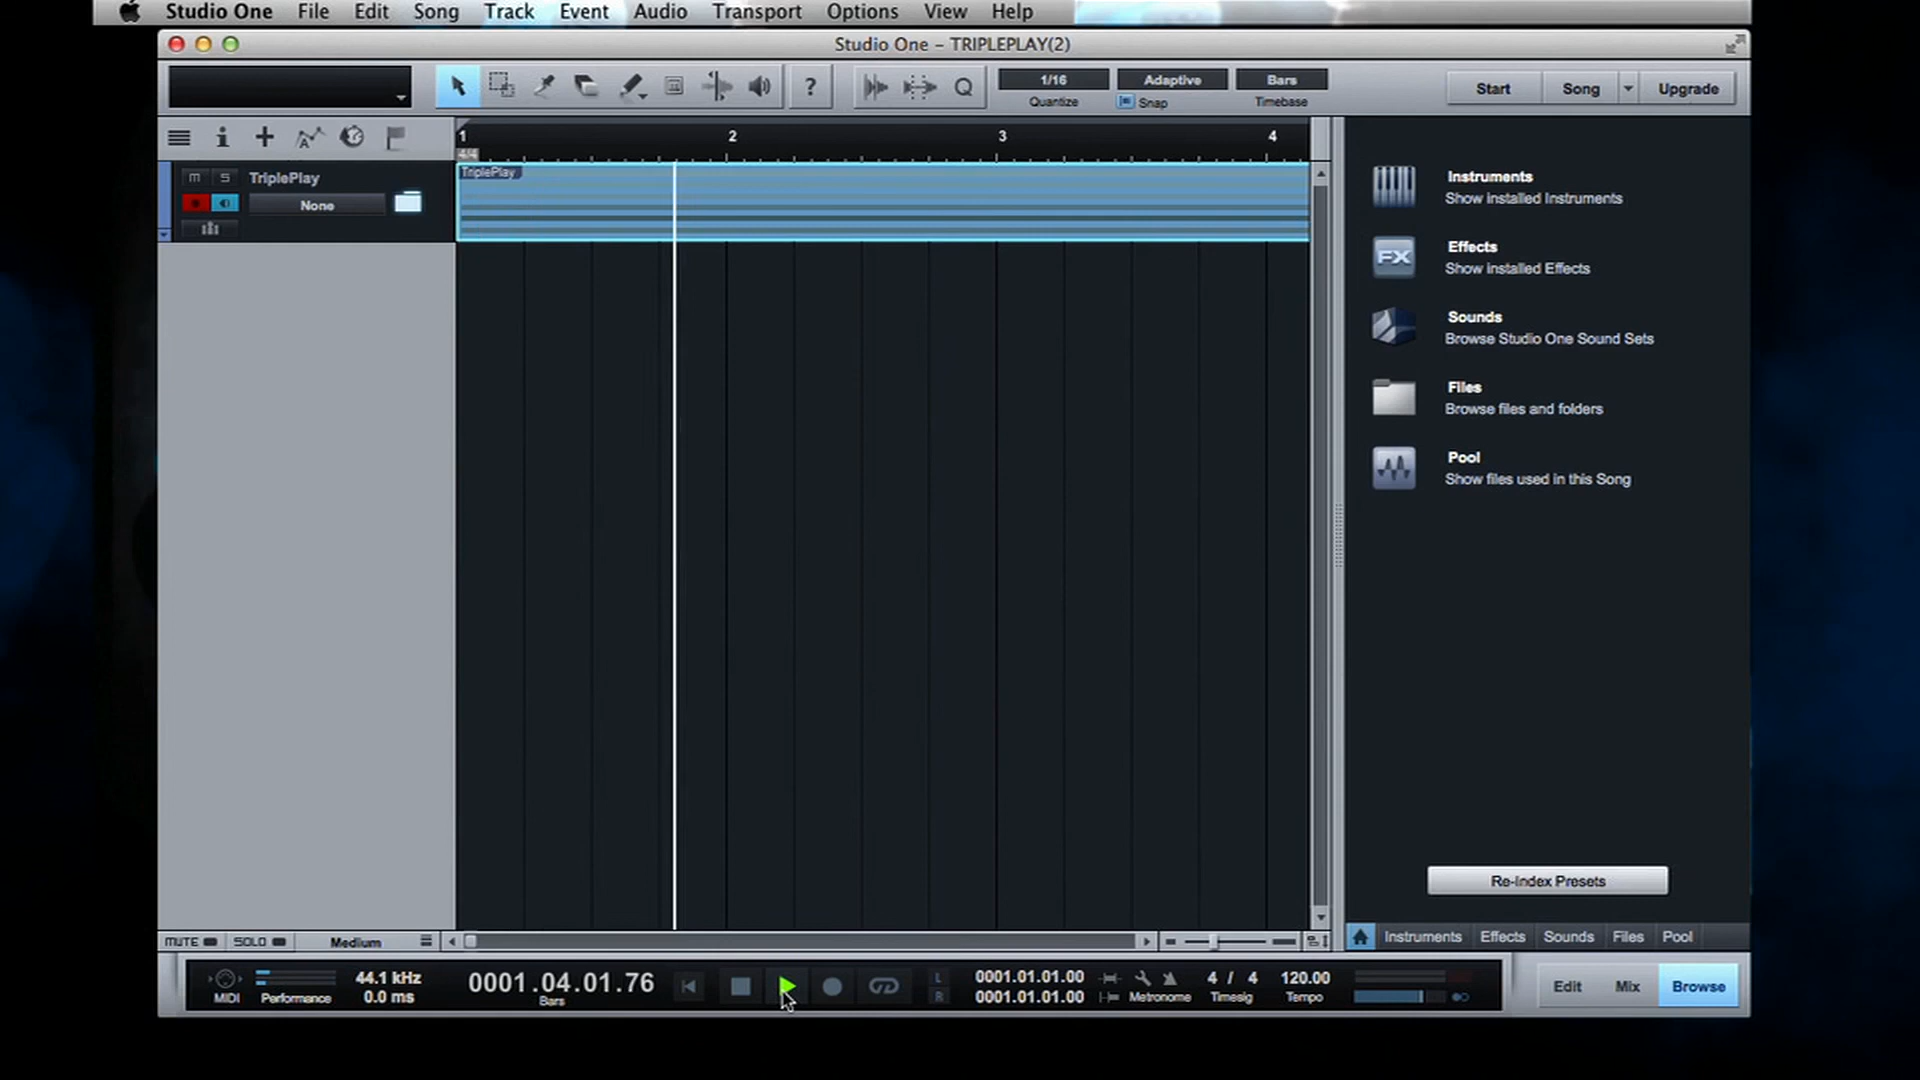 Studio One File Edit Song Track Event Audio Transport Options View Help
Studio One – TRIPLEPLAY(2)
? Q 1/16 Adaptive Bars Start Song Upgrade
Quantize Snap Timebase
1 2 3 4
4/4
M S TriplePlay
None
TriplePlay
Instruments
Show installed Instruments
FX
Effects
Show installed Effects
Sounds
Browse Studio One Sound Sets
Files
Browse files and folders
Pool
Show files used in this Song
Re-Index Presets
MUTE SOLO Medium
Instruments Effects Sounds Files Pool
MIDI Performance
44.1 kHz
0.0 ms
0001.04.01.76
Bars
L 0001.01.01.00
R 0001.01.01.00
Metronome
4 / 4
Timesig
120.00
Tempo
Edit Mix Browse